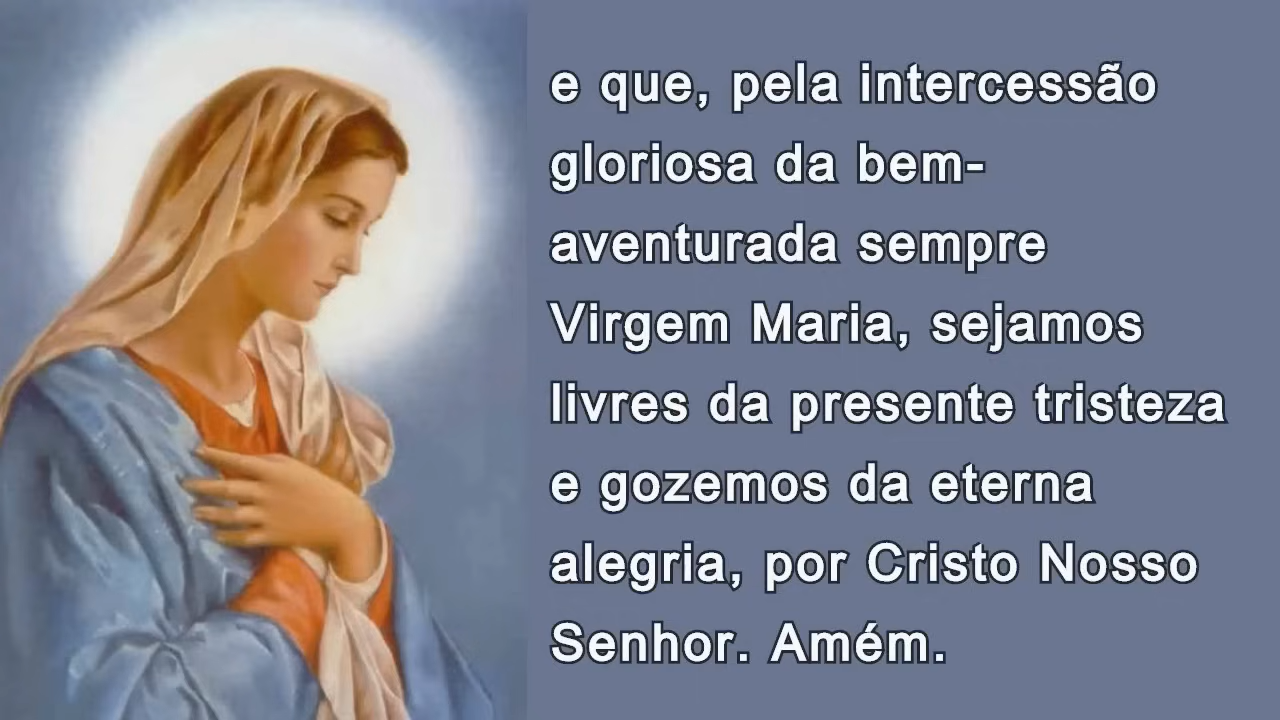 e que, pela intercessão
gloriosa da bem-
aventurada sempre
Virgem Maria, sejamos
livres da presente tristeza
e gozemos da eterna
alegria, por Cristo Nosso
Senhor. Amém.